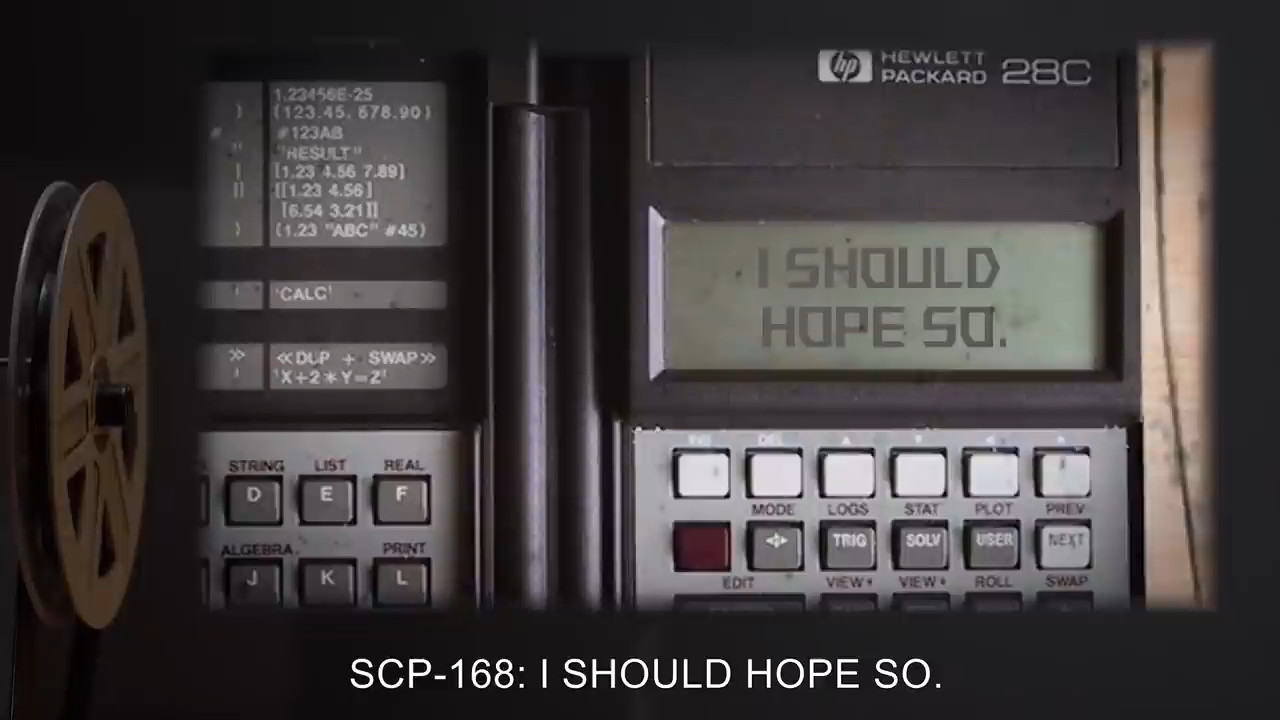 hp HEWLETT PACKARD 28C
1.23456E-25
(123.45, 678.90)
#123AB
"RESULT"
[1.23 4.56 7.89]
[[1.23 4.56]
[6.54 3.21]]
(1.23 "ABC" #45)
'CALC'
«DUP + SWAP»
'X+2*Y=Z'
I SHOULD
HOPE SO.
STRING LIST REAL
D E F
ALGEBRA PRINT
J K L
INS DEL
MODE LOGS STAT PLOT PREV
TRIG SOLV USER NEXT
EDIT VIEW VIEW ROLL SWAP
SCP-168: I SHOULD HOPE SO.